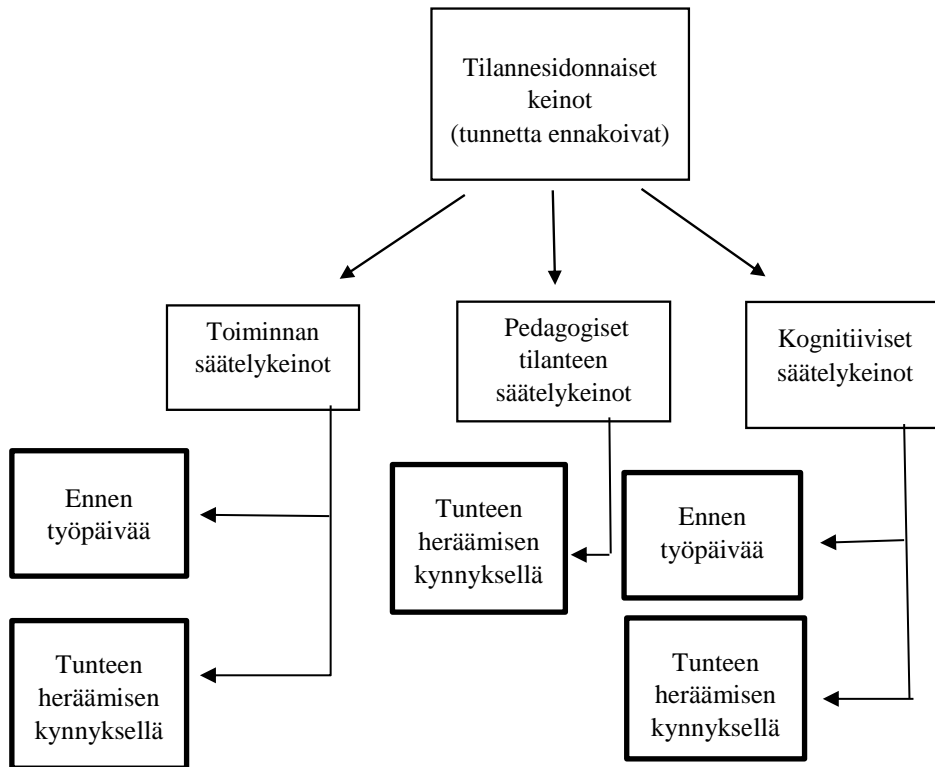 Tilannesidonnaiset
keinot
(tunnetta ennakoivat)
Toiminnan
säätelykeinot
Pedagogiset
tilanteen
säätelykeinot
Kognitiiviset
säätelykeinot
Ennen
työpäivää
Tunteen
heräämisen
kynnyksellä
Tunteen
heräämisen
kynnyksellä
Ennen
työpäivää
Tunteen
heräämisen
kynnyksellä